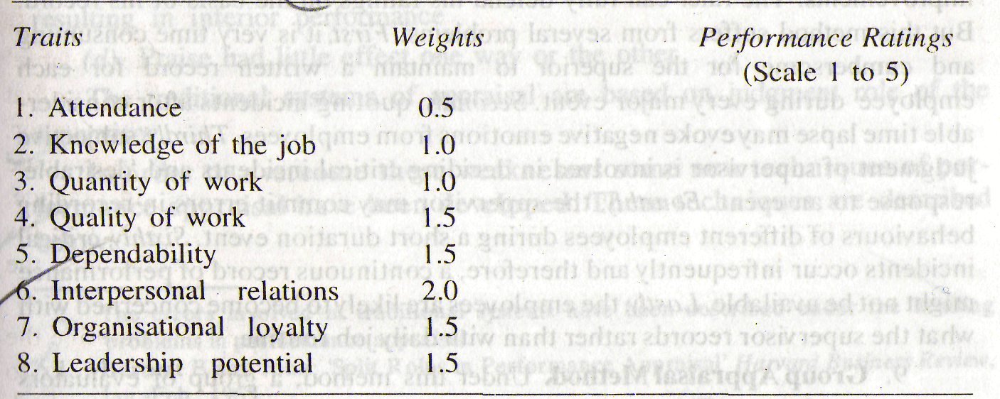 Traits Weights Performance Ratings
(Scale 1 to 5)
1. Attendance 0.5
2. Knowledge of the job 1.0
3. Quantity of work 1.0
4. Quality of work 1.5
5. Dependability 1.5
6. Interpersonal relations 2.0
7. Organisational loyalty 1.5
8. Leadership potential 1.5